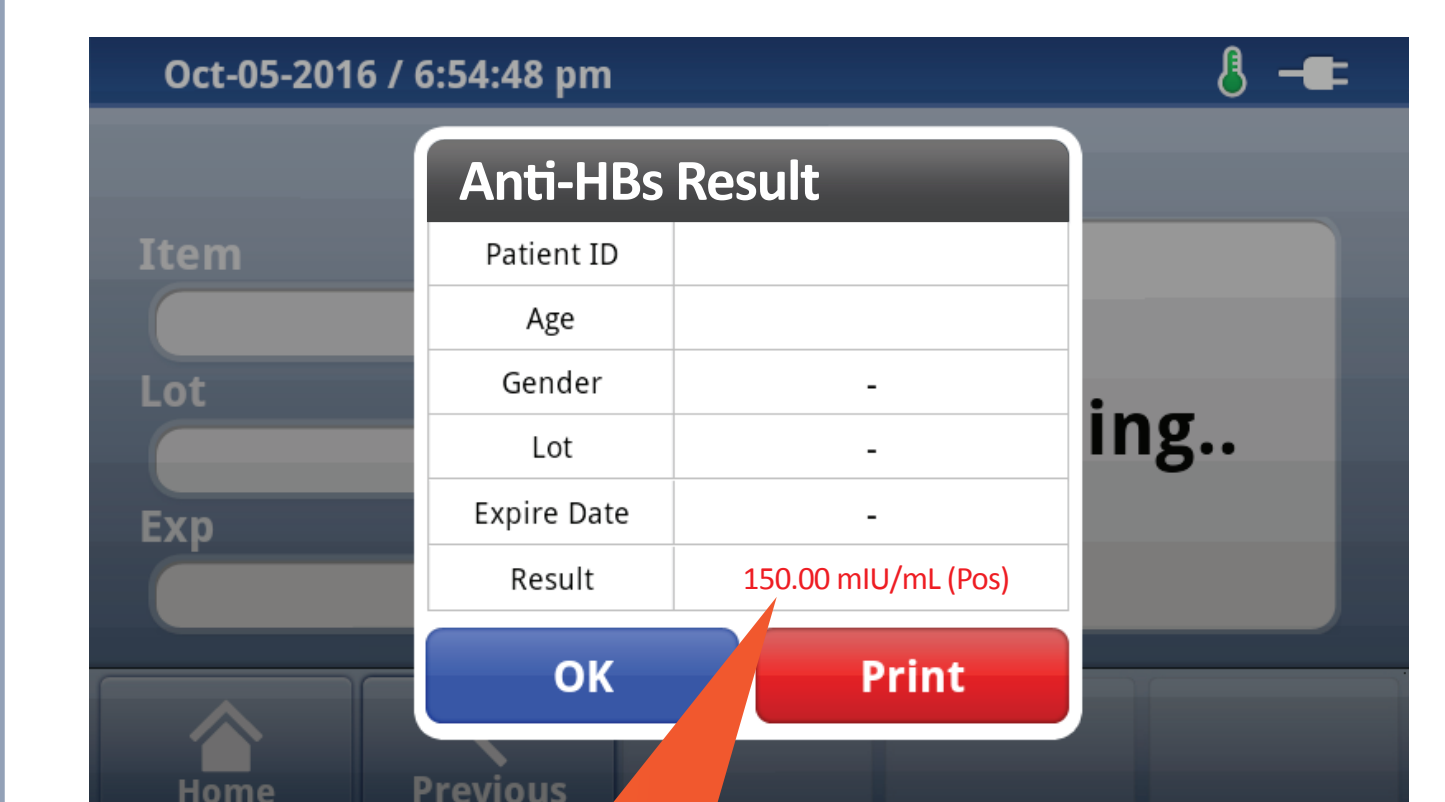 Oct-05-2016 / 6:54:48 pm
Anti-HBs Result
Item
Lot
Exp
Patient ID
Age
Gender -
Lot -
Expire Date -
Result 150.00 mIU/mL (Pos)
ing..
OK Print
Home Previous